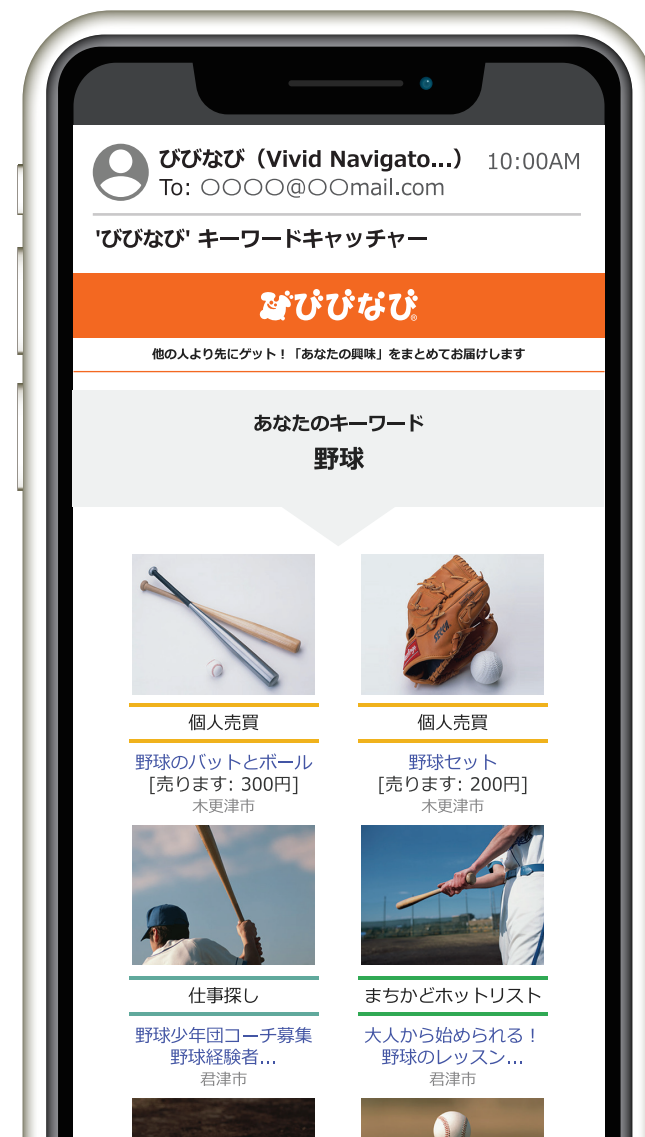 びびなび（Vivid Navigato...） 10:00AM
To: 〇〇〇〇@〇〇mail.com
'びびなび' キーワードキャッチャー
びびなび®
他の人より先にゲット！「あなたの興味」をまとめてお届けします
あなたのキーワード
野球
個人売買
野球のバットとボール
[売ります: 300円]
木更津市
個人売買
野球セット
[売ります: 200円]
木更津市
仕事探し
野球少年団コーチ募集
野球経験者...
君津市
まちかどホットリスト
大人から始められる！
野球のレッスン...
君津市